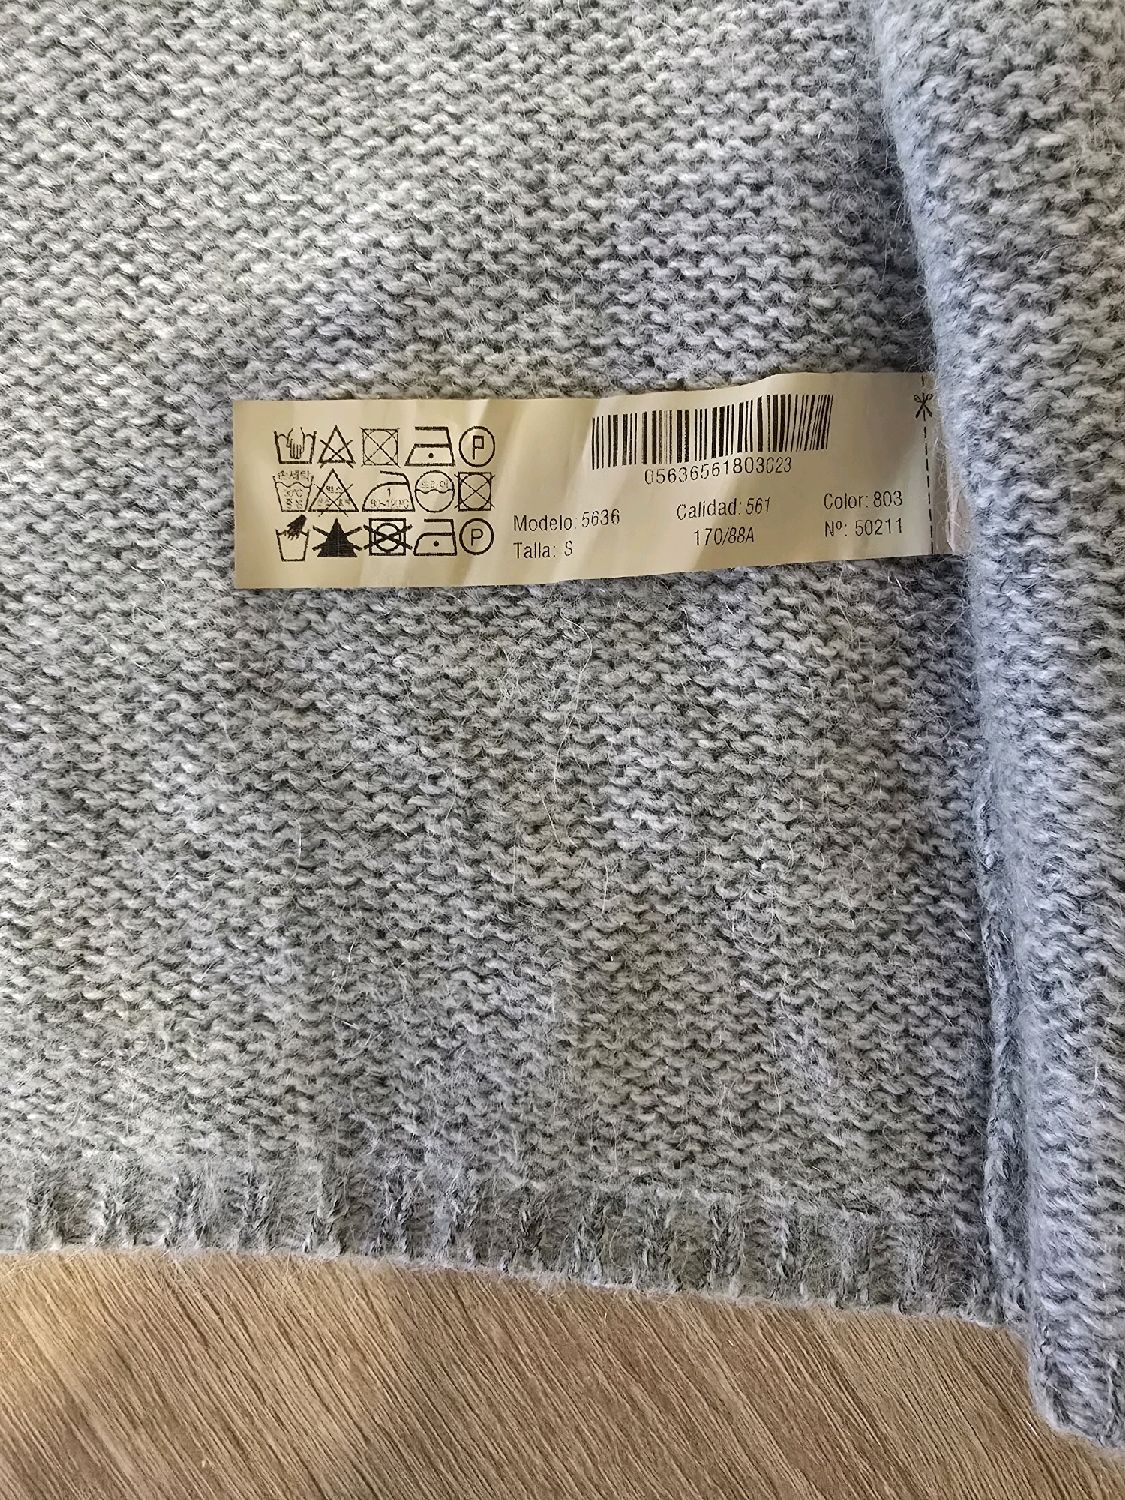 P
05636561803023
Modelo: 5636
Calidad: 561
Color: 803
Talla: S
170/88A
Nº: 50211
P